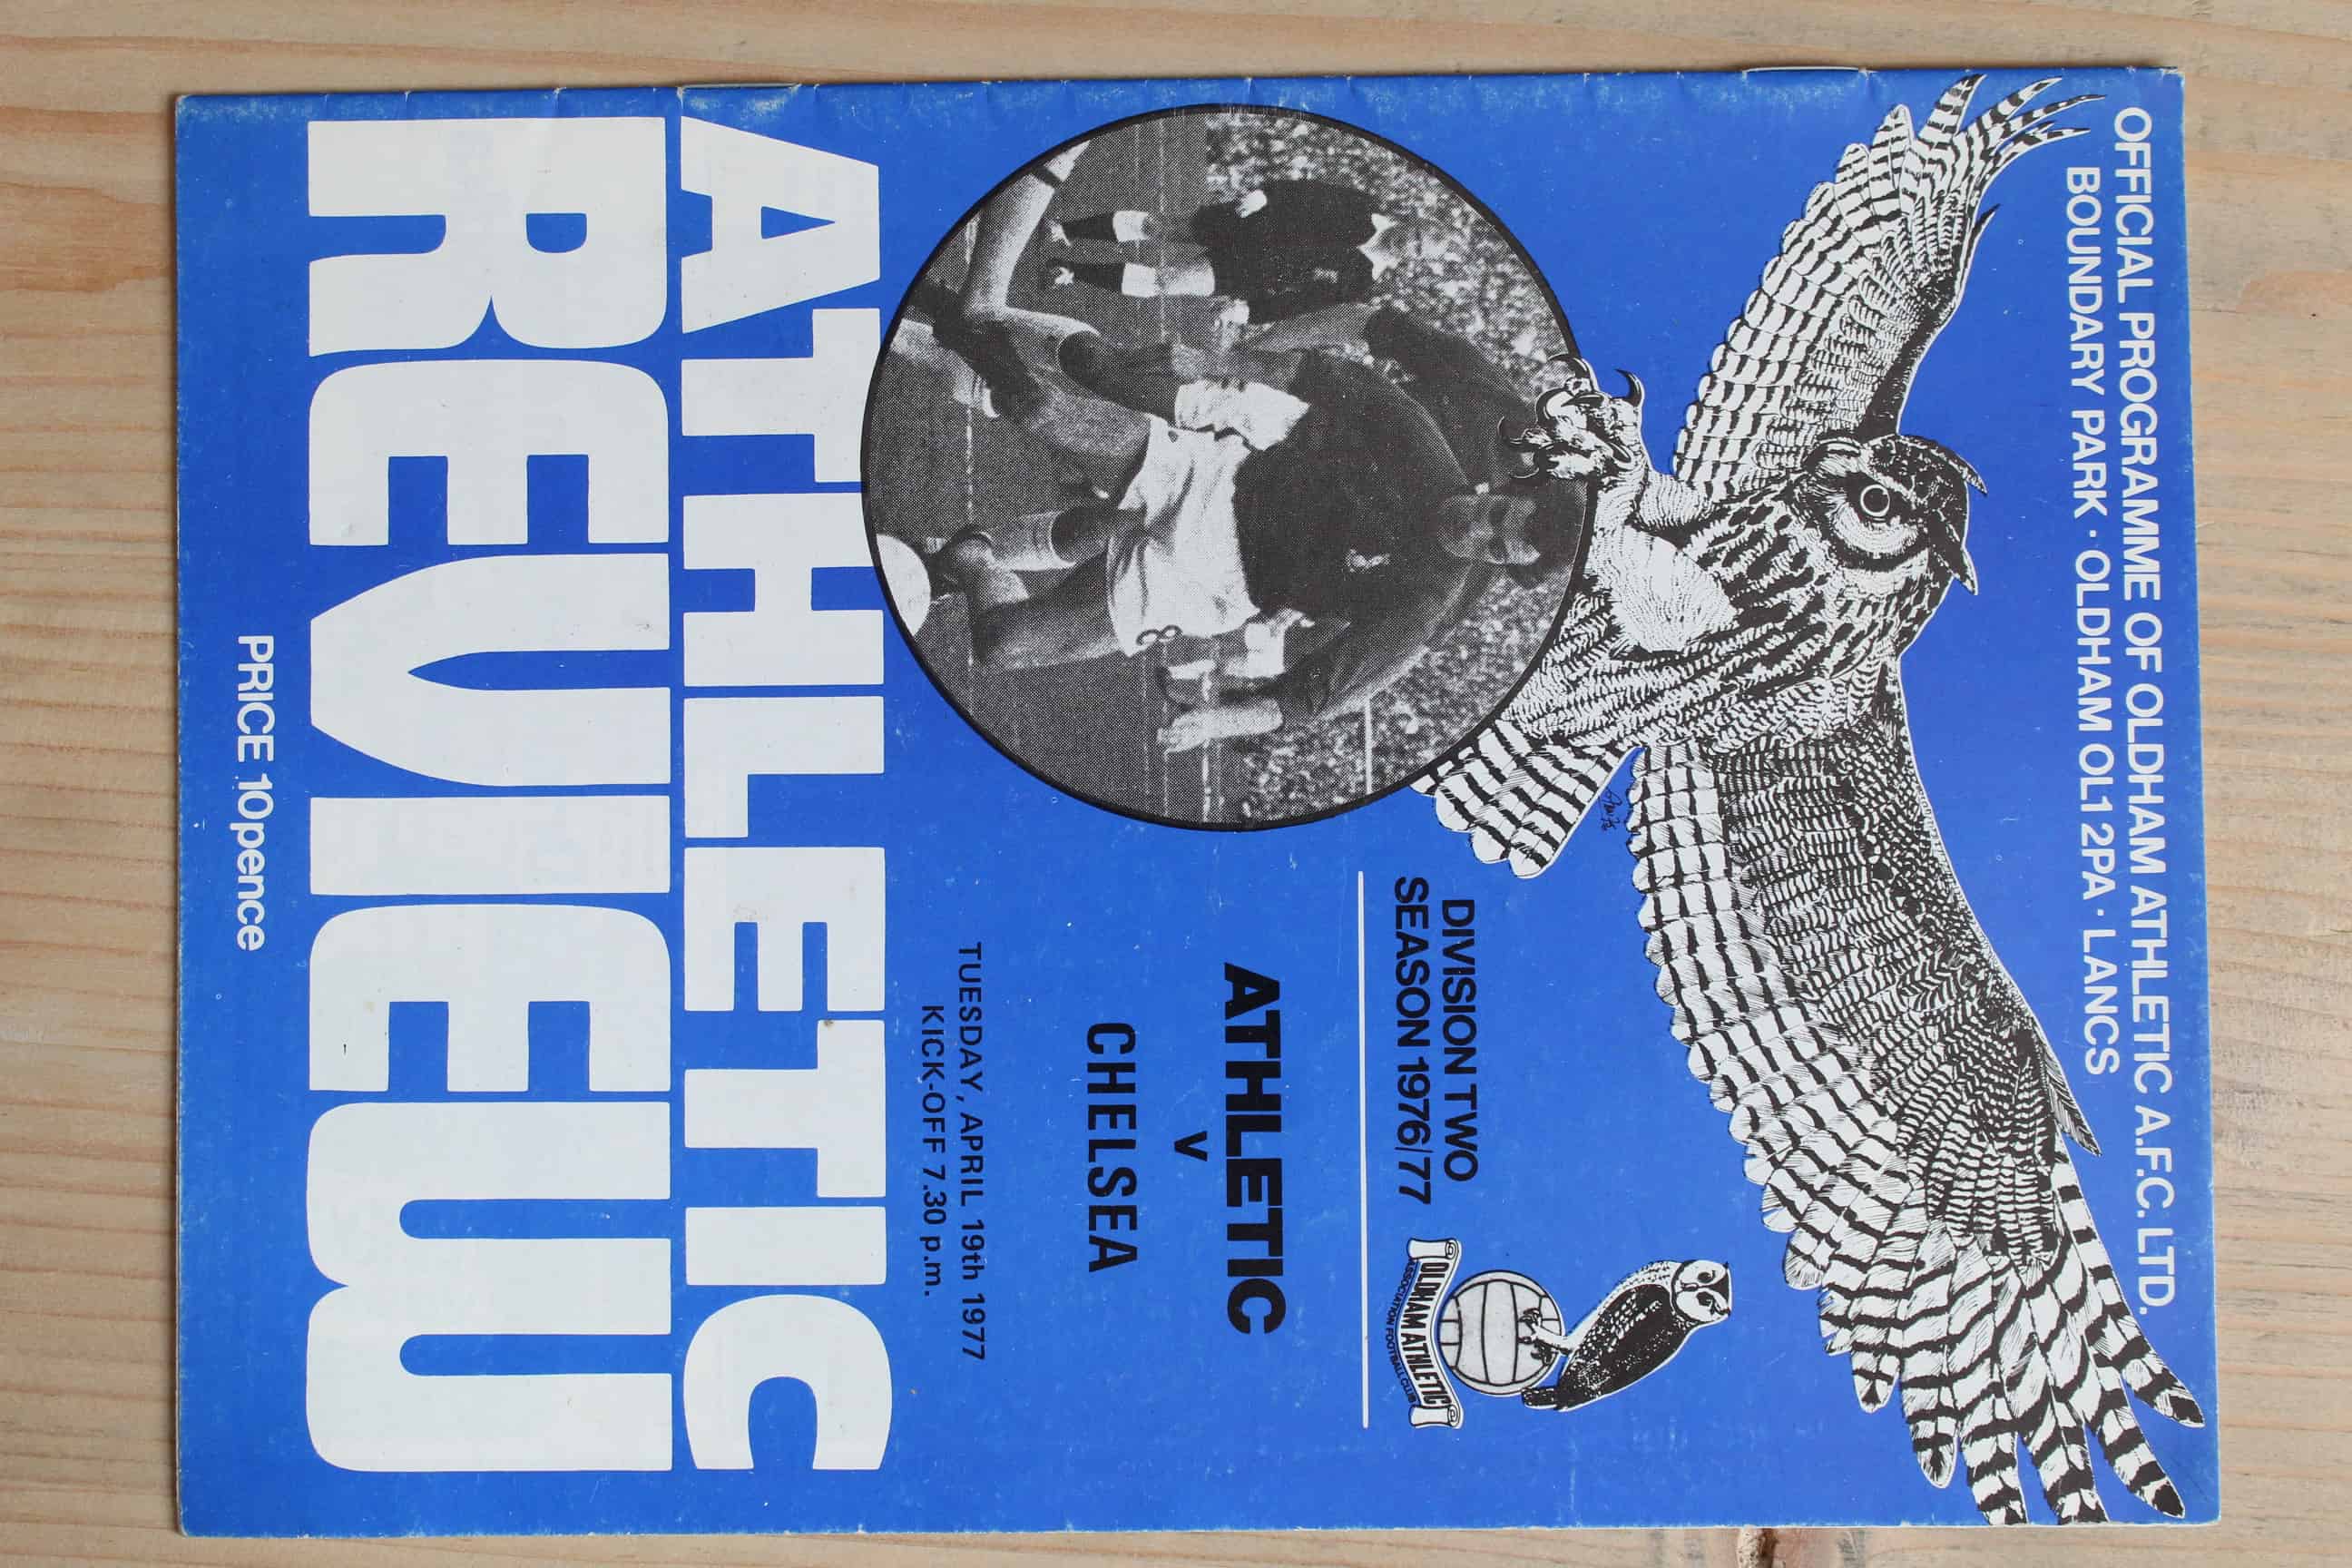 OFFICIAL PROGRAMME OF OLDHAM ATHLETIC A.F.C. LTD.
BOUNDARY PARK · OLDHAM OL1 2PA · LANCS
DIVISION TWO
SEASON 1976/77
OLDHAM ATHLETIC
ASSOCIATION FOOTBALL CLUB
ATHLETIC
V
CHELSEA
TUESDAY, APRIL 19th 1977
KICK-OFF 7.30 p.m.
8
ATHLETIC
REVIEW
PRICE 10pence